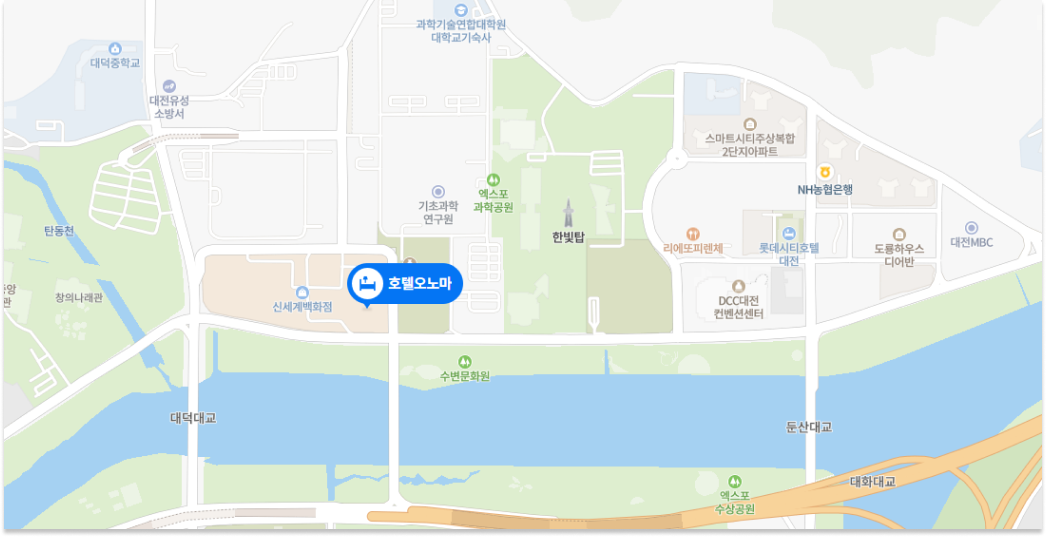 과학기술연합대학원
대학교기숙사
대덕중학교
대전유성
소방서
스마트시티주상복합
2단지아파트
NH농협은행
엑스포
과학공원
기초과학
연구원
한빛탑
탄동천
리에또피렌체
롯데시티호텔
대전
도룡하우스
디어반
대전MBC
호텔오노마
중앙
관
창의나래관
신세계백화점
DCC대전
컨벤션센터
수변문화원
대덕대교
둔산대교
대화대교
엑스포
수상공원